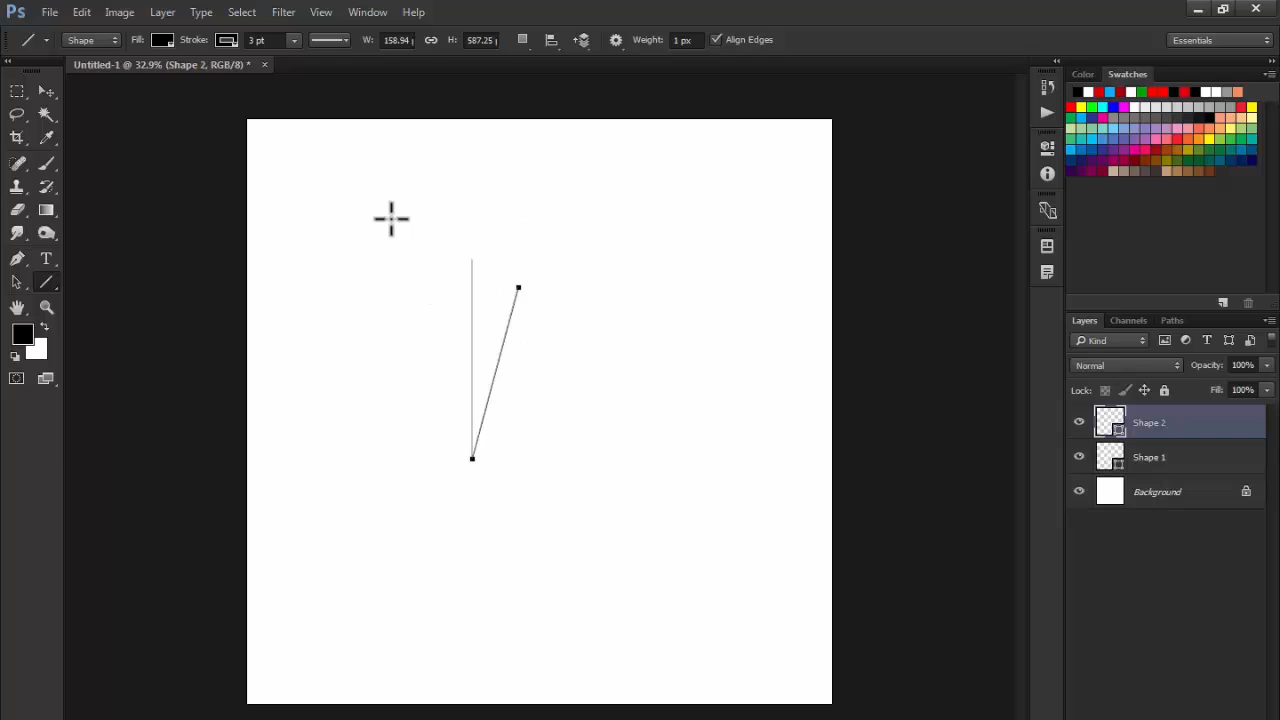 Ps File Edit Image Layer Type Select Filter View Window Help
Shape Fill: Stroke: 3 pt W: 158.94 H: 587.25 Weight: 1 px Align Edges Essentials
Untitled-1 @ 32.9% (Shape 2, RGB/8) *
Color Swatches
Layers Channels Paths
Kind
Normal Opacity: 100%
Lock: Fill: 100%
Shape 2
Shape 1
Background